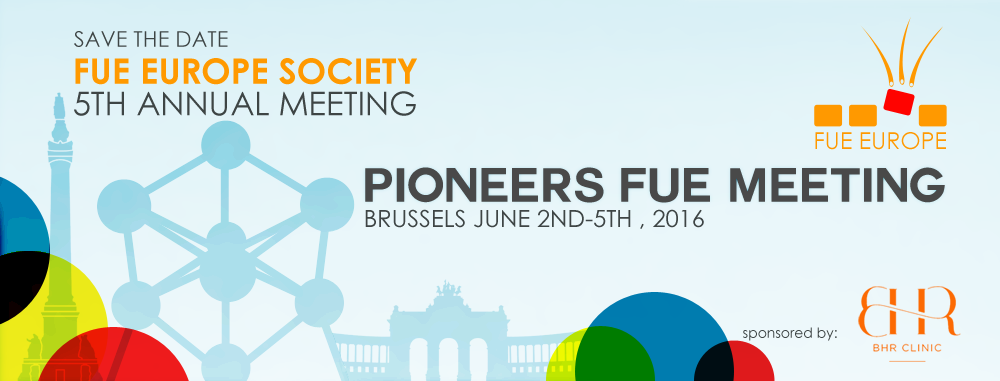 SAVE THE DATE
FUE EUROPE SOCIETY
5TH ANNUAL MEETING
FUE EUROPE
PIONEERS FUE MEETING
BRUSSELS JUNE 2ND-5TH , 2016
sponsored by:
BHR
BHR CLINIC